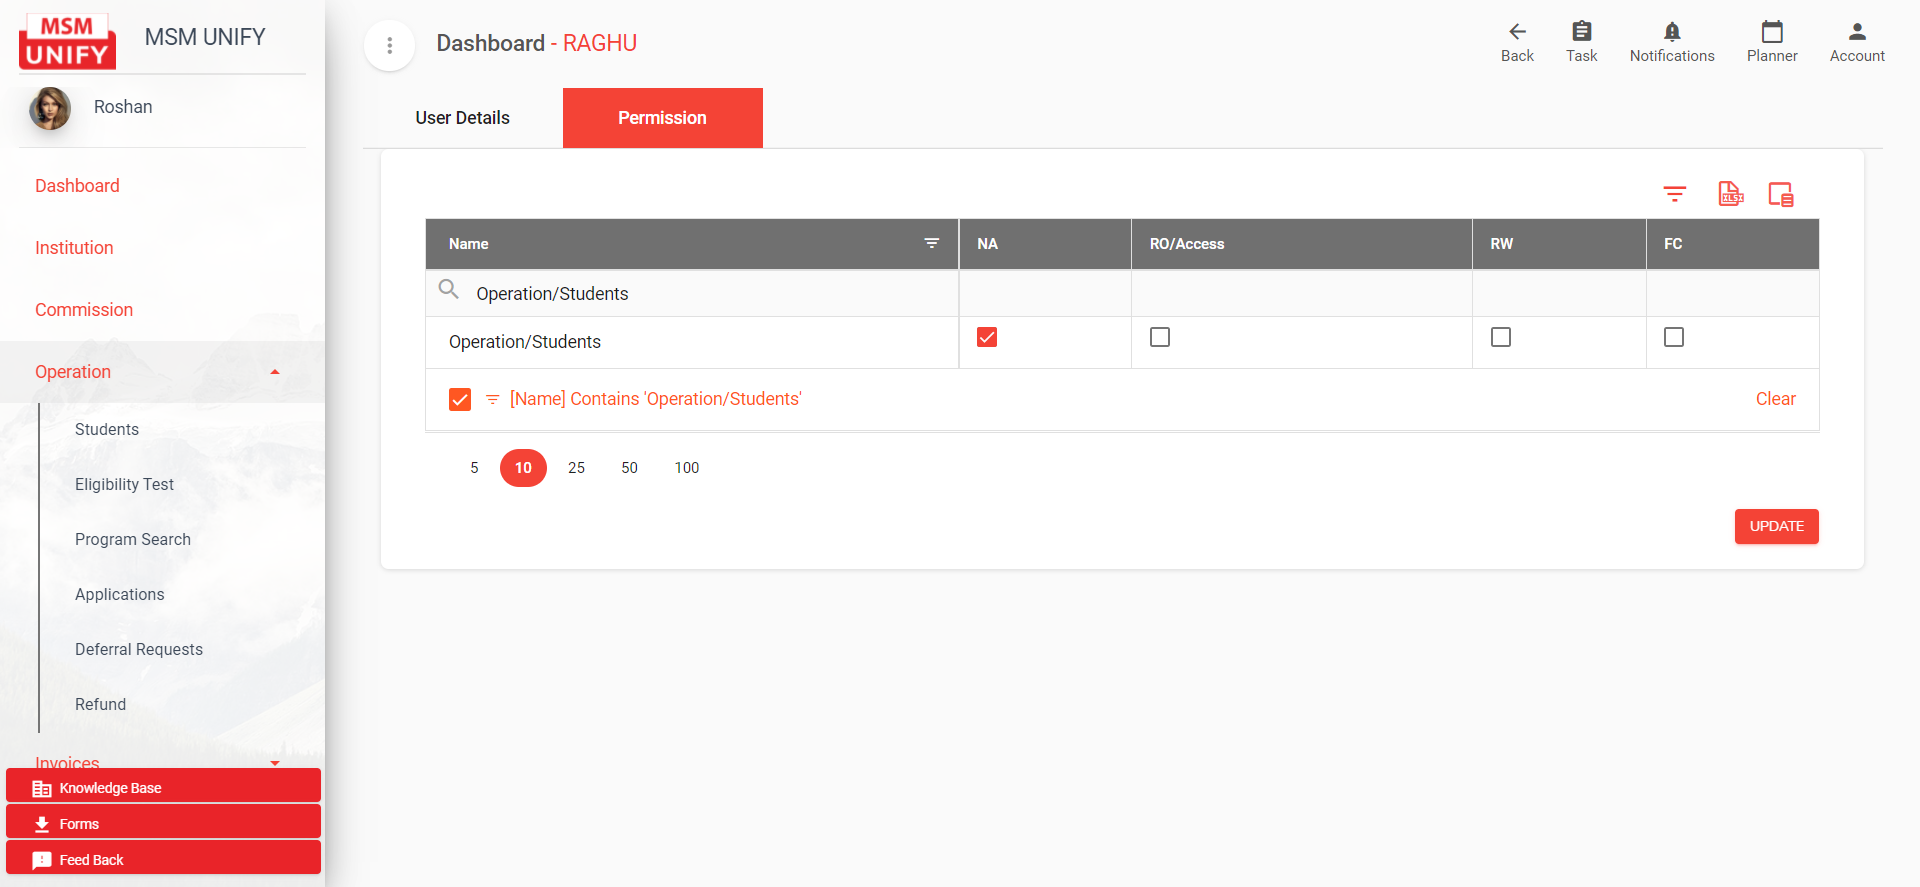 MSM
UNIFY
MSM UNIFY
Roshan
Dashboard
Institution
Commission
Operation
Students
Eligibility Test
Program Search
Applications
Deferral Requests
Refund
Invoices
Knowledge Base
Forms
Feed Back
Dashboard - RAGHU
Back
Task
Notifications
Planner
Account
User Details
Permission
XLSX
Name NA RO/Access RW FC
Operation/Students
Operation/Students
[Name] Contains 'Operation/Students' Clear
5 10 25 50 100
UPDATE